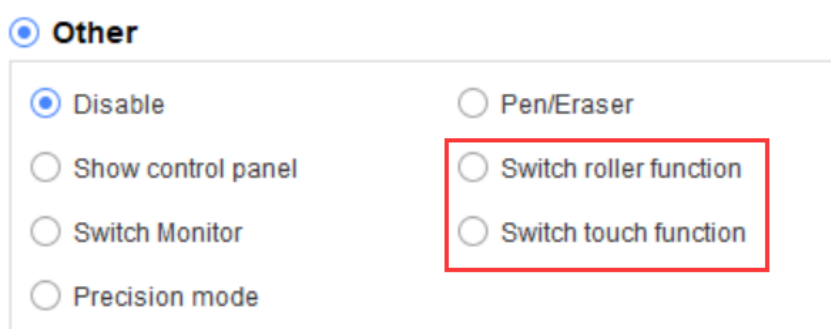 Other
Disable
Pen/Eraser
Show control panel
Switch roller function
Switch Monitor
Switch touch function
Precision mode